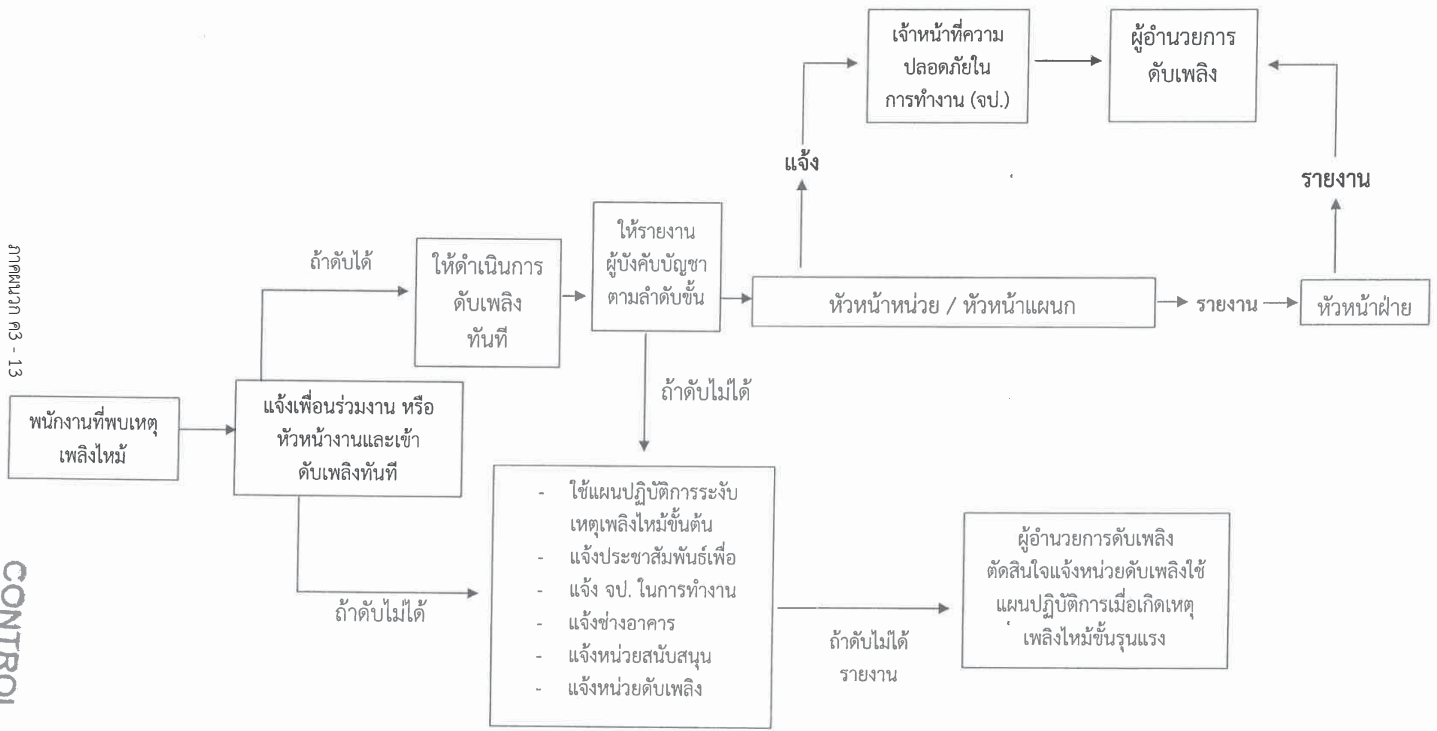 เจ้าหน้าที่ความ
ปลอดภัยใน
การทำงาน (จป.)
ผู้อำนวยการ
ดับเพลิง
แจ้ง
รายงาน
ให้รายงาน
ผู้บังคับบัญชา
ตามลำดับขั้น
ถ้าดับได้
ให้ดำเนินการ
ดับเพลิง
ทันที
หัวหน้าหน่วย / หัวหน้าแผนก
รายงาน
หัวหน้าฝ่าย
ภาคผนวก ค3 - 13
ถ้าดับไม่ได้
พนักงานที่พบเหตุ
เพลิงไหม้
แจ้งเพื่อนร่วมงาน หรือ
หัวหน้างานและเข้า
ดับเพลิงทันที
- ใช้แผนปฏิบัติการระงับ
เหตุเพลิงไหม้ขั้นต้น
- แจ้งประชาสัมพันธ์เพื่อ
- แจ้ง จป. ในการทำงาน
- แจ้งช่างอาคาร
- แจ้งหน่วยสนับสนุน
- แจ้งหน่วยดับเพลิง
ถ้าดับไม่ได้
ถ้าดับไม่ได้
รายงาน
ผู้อำนวยการดับเพลิง
ตัดสินใจแจ้งหน่วยดับเพลิงใช้
แผนปฏิบัติการเมื่อเกิดเหตุ
เพลิงไหม้ขั้นรุนแรง
CONTROL